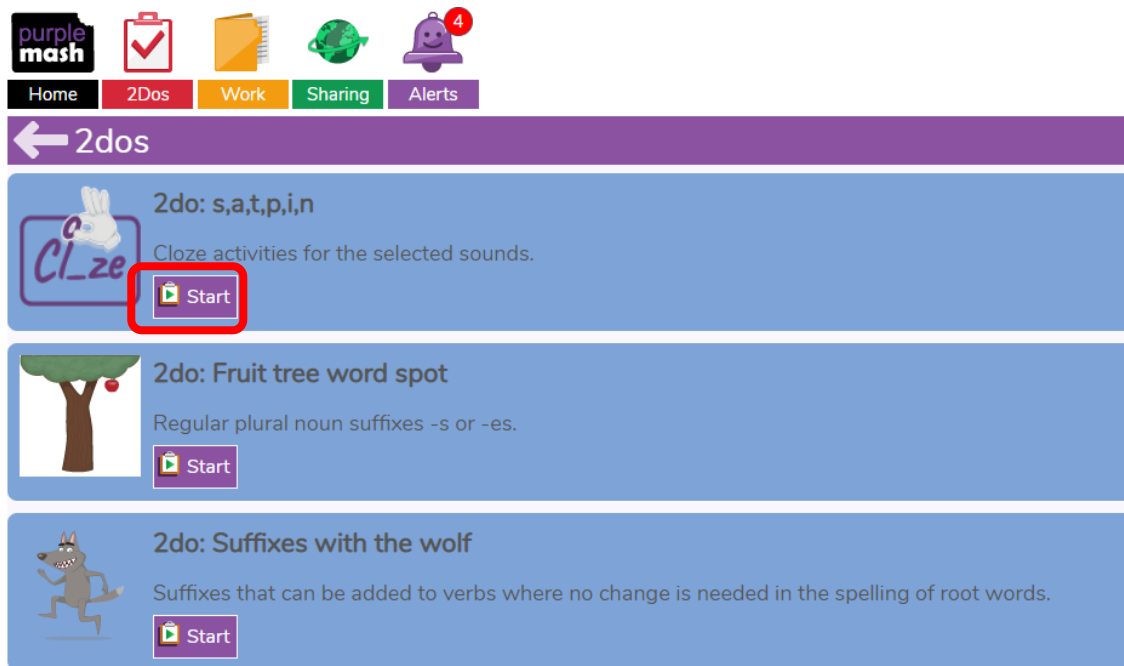 purple
mash
4
Home 2Dos Work Sharing Alerts
2dos
2do: s,a,t,p,i,n
Cl_ze
o
Cloze activities for the selected sounds.
Start
2do: Fruit tree word spot
Regular plural noun suffixes -s or -es.
Start
2do: Suffixes with the wolf
Suffixes that can be added to verbs where no change is needed in the spelling of root words.
Start